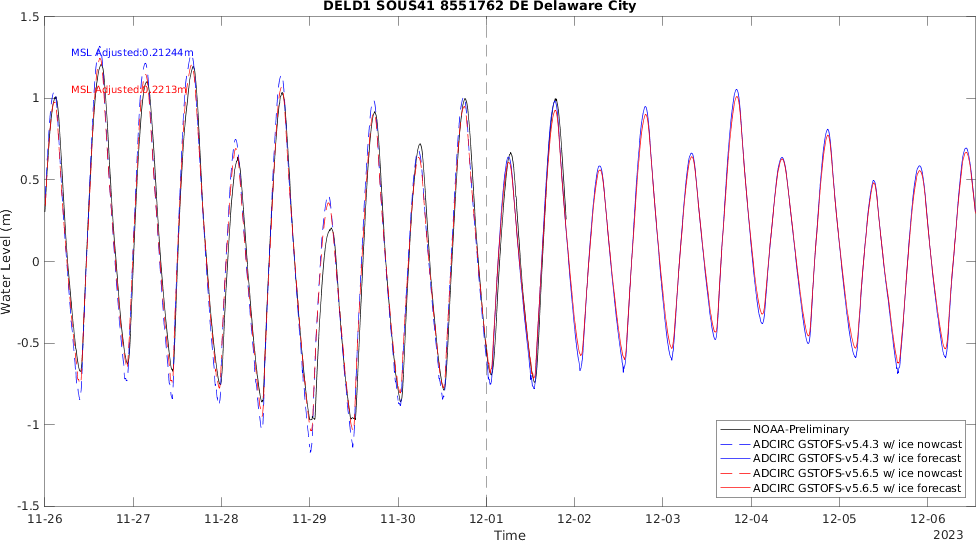 DELD1 SOUS41 8551762 DE Delaware City
1.5
1
0.5
0
-0.5
-1
-1.5
Water Level (m)
MSL Adjusted:0.21244m
MSL Adjusted:0.2213m
NOAA-Preliminary
ADCIRC GSTOFS-v5.4.3 w/ ice nowcast
ADCIRC GSTOFS-v5.4.3 w/ ice forecast
ADCIRC GSTOFS-v5.6.5 w/ ice nowcast
ADCIRC GSTOFS-v5.6.5 w/ ice forecast
11-26 11-27 11-28 11-29 11-30 12-01 12-02 12-03 12-04 12-05 12-06
Time
2023